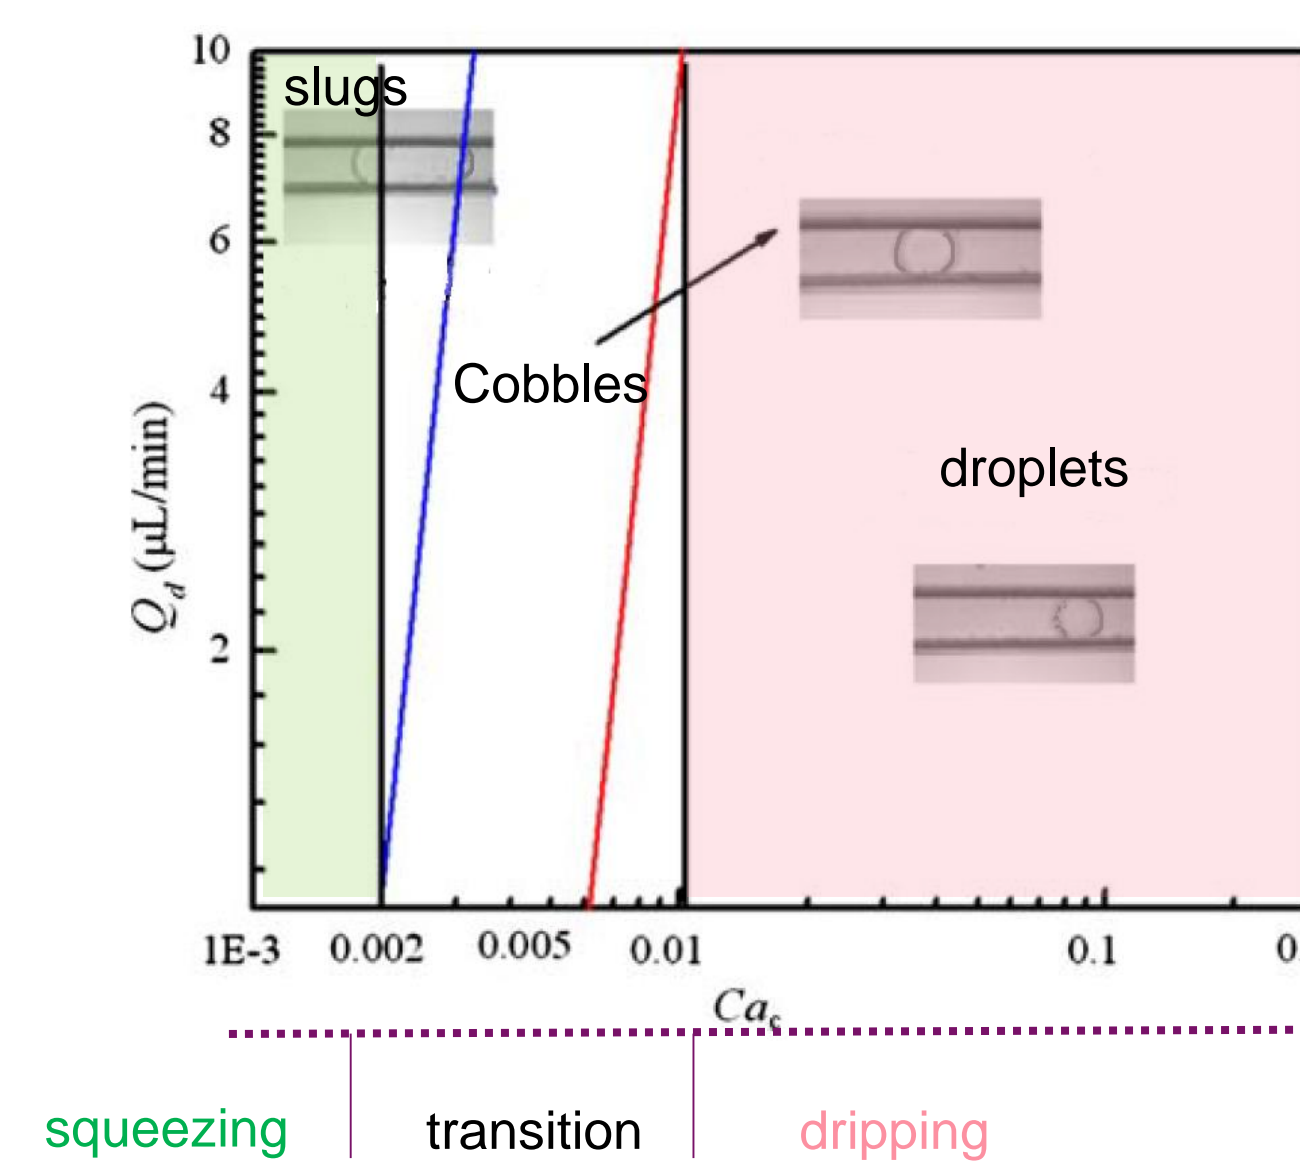 10
slugs
8
6
Cobbles
4
droplets
Q_d (μL/min)
2
1E-3 0.002 0.005 0.01 0.1 0.
Ca_c
squeezing transition dripping